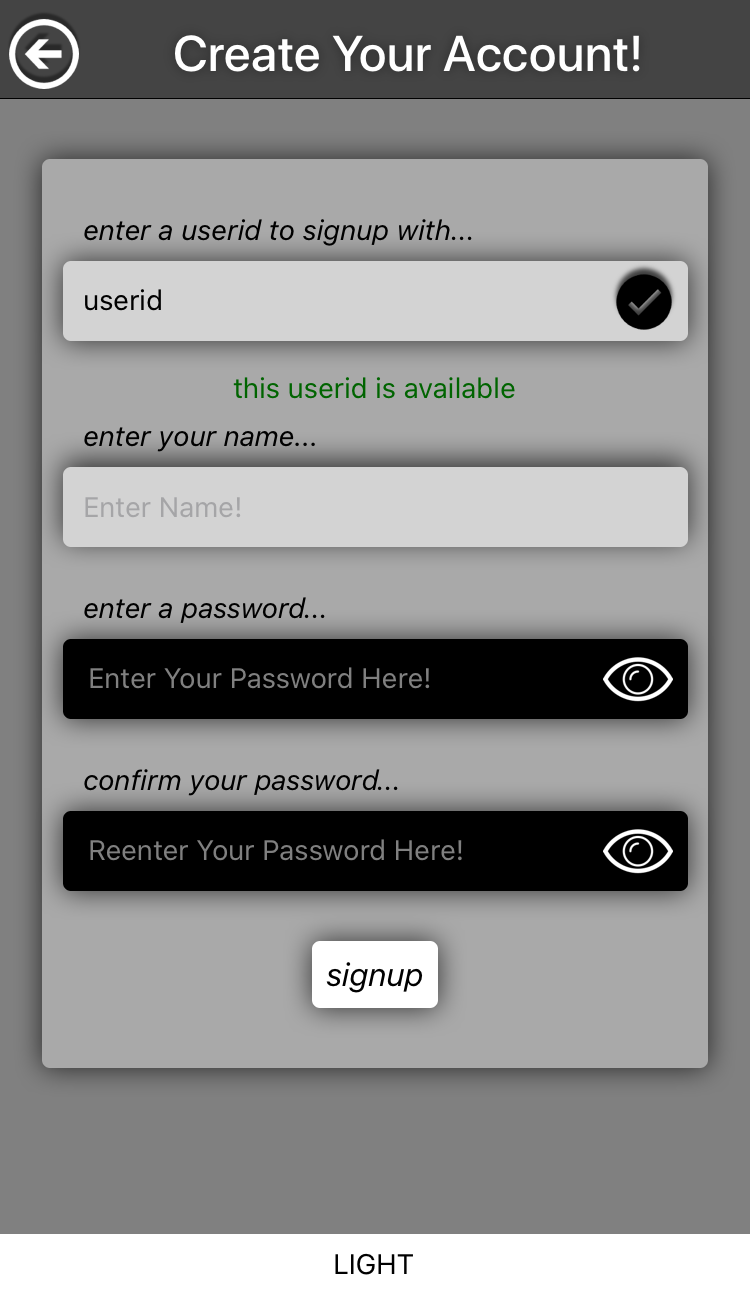 Create Your Account!
enter a userid to signup with...
userid
this userid is available
enter your name...
Enter Name!
enter a password...
Enter Your Password Here!
confirm your password...
Reenter Your Password Here!
signup
LIGHT